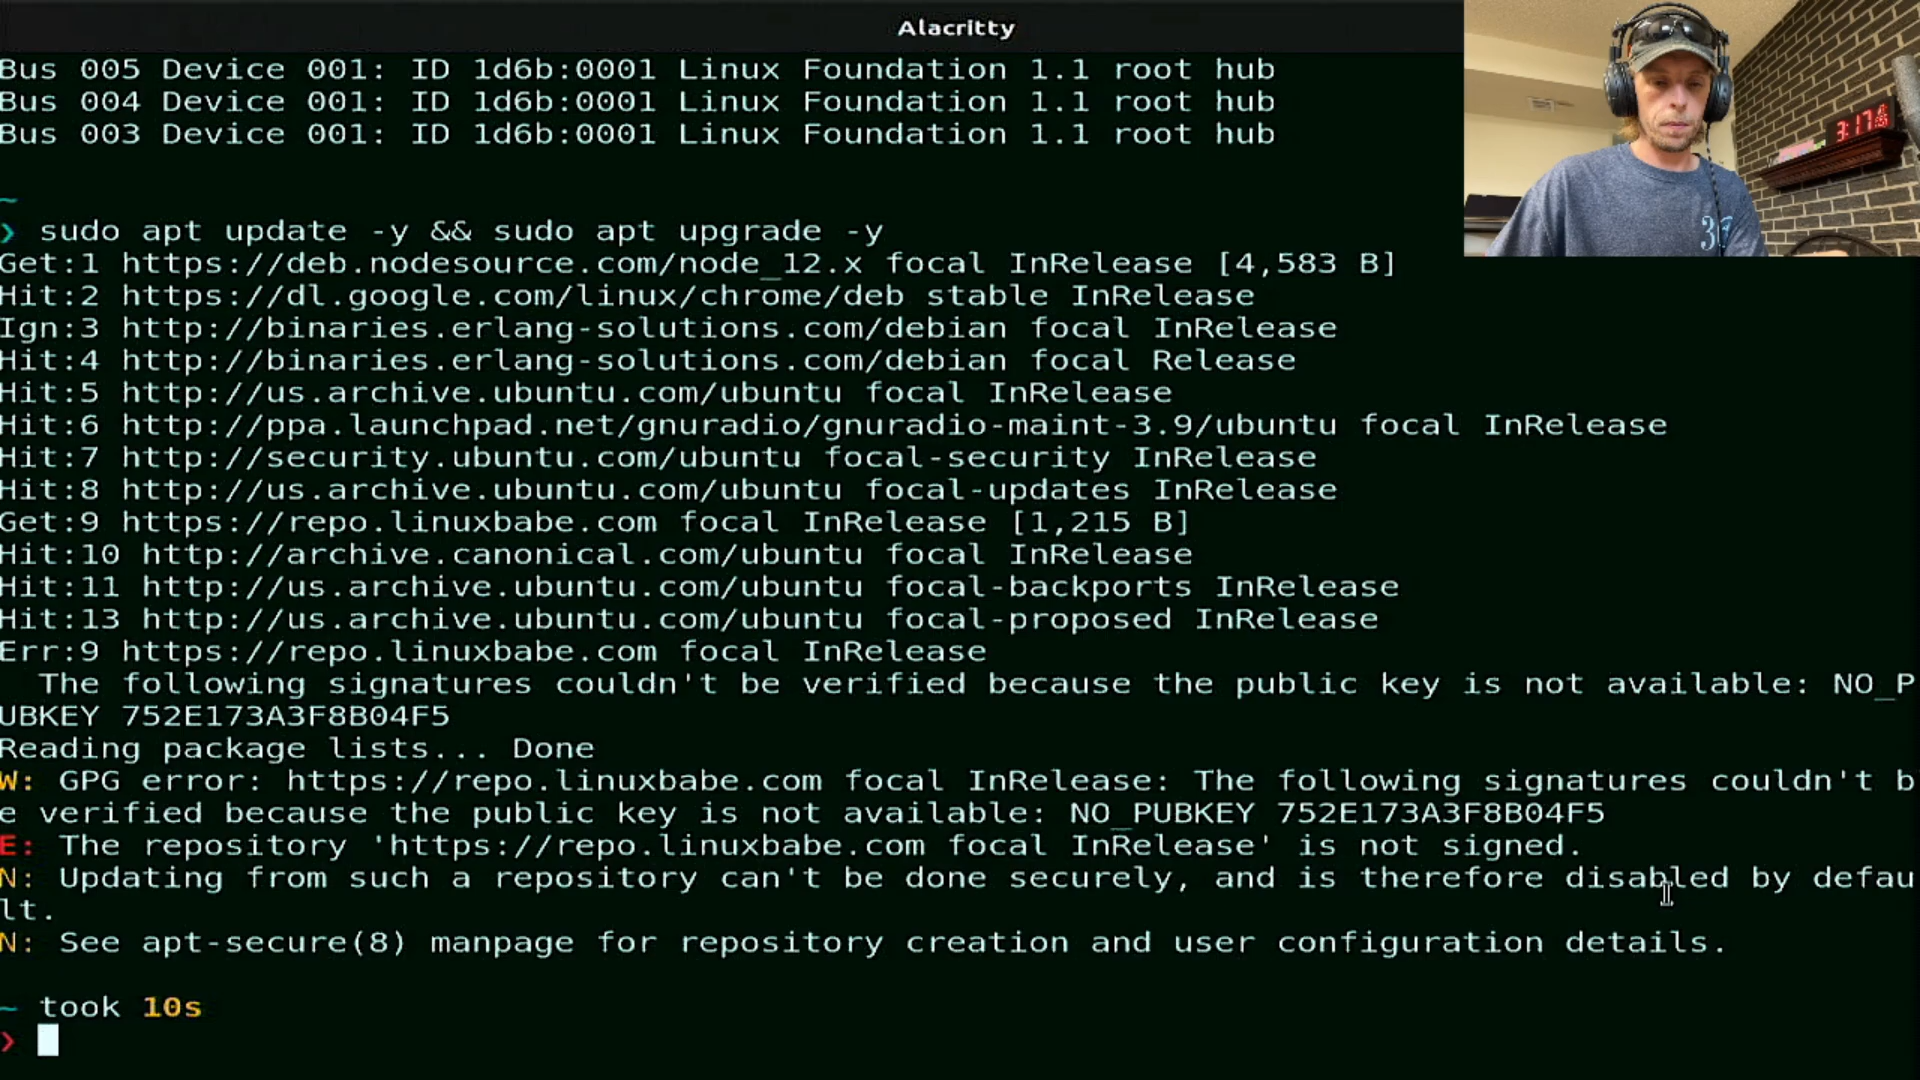 Alacritty
Bus 005 Device 001: ID 1d6b:0001 Linux Foundation 1.1 root hub
Bus 004 Device 001: ID 1d6b:0001 Linux Foundation 1.1 root hub
Bus 003 Device 001: ID 1d6b:0001 Linux Foundation 1.1 root hub
~
❯ sudo apt update -y && sudo apt upgrade -y
Get:1 https://deb.nodesource.com/node_12.x focal InRelease [4,583 B]
Hit:2 https://dl.google.com/linux/chrome/deb stable InRelease
Ign:3 http://binaries.erlang-solutions.com/debian focal InRelease
Hit:4 http://binaries.erlang-solutions.com/debian focal Release
Hit:5 http://us.archive.ubuntu.com/ubuntu focal InRelease
Hit:6 http://ppa.launchpad.net/gnuradio/gnuradio-maint-3.9/ubuntu focal InRelease
Hit:7 http://security.ubuntu.com/ubuntu focal-security InRelease
Hit:8 http://us.archive.ubuntu.com/ubuntu focal-updates InRelease
Get:9 https://repo.linuxbabe.com focal InRelease [1,215 B]
Hit:10 http://archive.canonical.com/ubuntu focal InRelease
Hit:11 http://us.archive.ubuntu.com/ubuntu focal-backports InRelease
Hit:13 http://us.archive.ubuntu.com/ubuntu focal-proposed InRelease
Err:9 https://repo.linuxbabe.com focal InRelease
The following signatures couldn't be verified because the public key is not available: NO_P
UBKEY 752E173A3F8B04F5
Reading package lists... Done
W: GPG error: https://repo.linuxbabe.com focal InRelease: The following signatures couldn't b
e verified because the public key is not available: NO_PUBKEY 752E173A3F8B04F5
E: The repository 'https://repo.linuxbabe.com focal InRelease' is not signed.
N: Updating from such a repository can't be done securely, and is therefore disabled by defau
lt.
N: See apt-secure(8) manpage for repository creation and user configuration details.
~ took 10s
❯